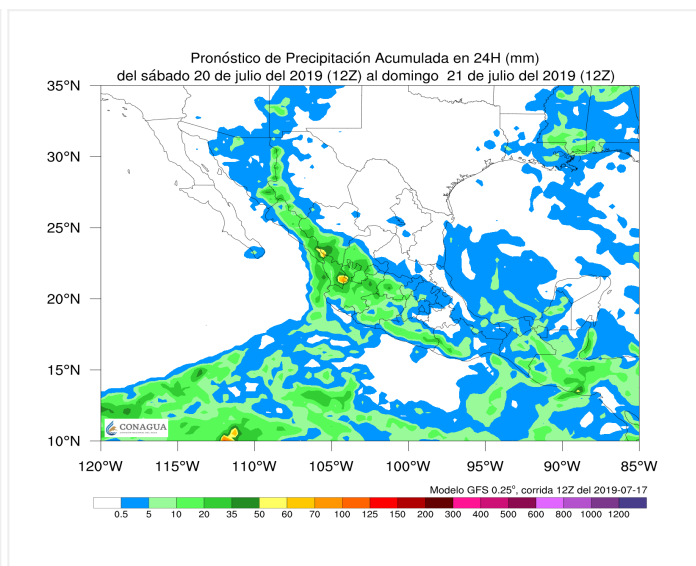 Pronóstico de Precipitación Acumulada en 24H (mm)
del sábado 20 de julio del 2019 (12Z) al domingo 21 de julio del 2019 (12Z)
35°N
30°N
25°N
20°N
15°N
10°N
CONAGUA
120°W 115°W 110°W 105°W 100°W 95°W 90°W 85°W
Modelo GFS 0.25°, corrida 12Z del 2019-07-17
0.5 5 10 20 35 50 60 70 100 125 150 200 300 400 500 600 800 1000 1200